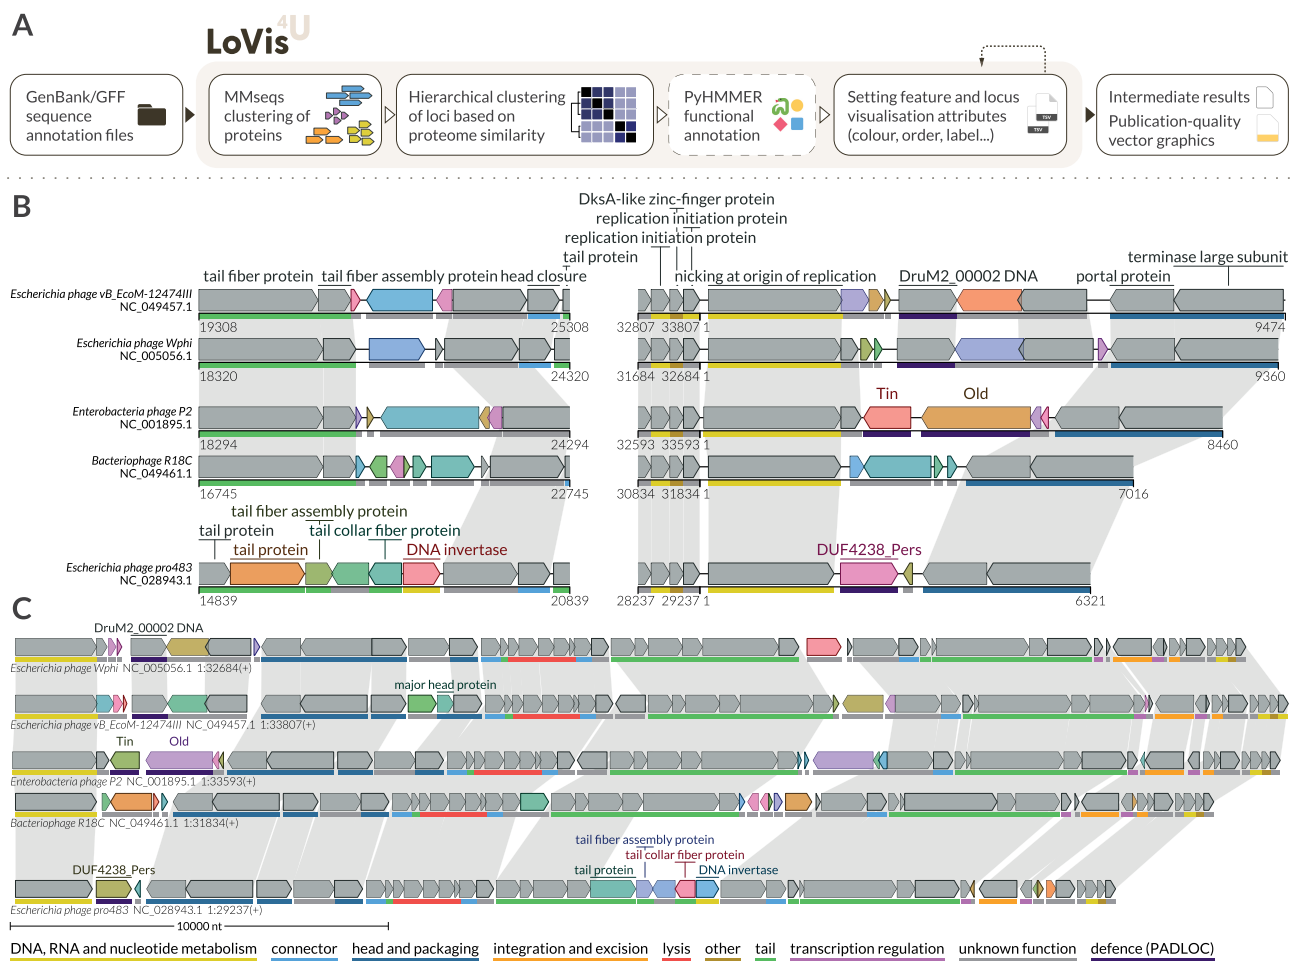 A
LoVis4U
GenBank/GFF
sequence
annotation files
MMseqs
clustering of
proteins
Hierarchical clustering
of loci based on
proteome similarity
PyHMMER
functional
annotation
Setting feature and locus
visualisation attributes
(colour, order, label...)
TSV
TSV
Intermediate results
Publication-quality
vector graphics
B
DksA-like zinc-finger protein
replication initiation protein
replication initiation protein
tail protein
terminase large subunit
tail fiber protein tail fiber assembly protein head closure nicking at origin of replication DruM2_00002 DNA portal protein
Escherichia phage vB_EcoM-12474III
NC_049457.1
19308 25308 32807 33807 1 9474
Escherichia phage Wphi
NC_005056.1
18320 24320 31684 32684 1 9360
Tin Old
Enterobacteria phage P2
NC_001895.1
18294 24294 32593 33593 1 8460
Bacteriophage R18C
NC_049461.1
16745 22745 30834 31834 1 7016
tail fiber assembly protein
tail protein tail collar fiber protein
tail protein DNA invertase DUF4238_Pers
Escherichia phage pro483
NC_028943.1
14839 20839 28237 29237 1 6321
C
DruM2_00002 DNA
Escherichia phage Wphi NC_005056.1 1:32684(+)
major head protein
Escherichia phage vB_EcoM-12474III NC_049457.1 1:33807(+)
Tin Old
Enterobacteria phage P2 NC_001895.1 1:33593(+)
Bacteriophage R18C NC_049461.1 1:31834(+)
tail fiber assembly protein
tail collar fiber protein
DUF4238_Pers tail protein DNA invertase
Escherichia phage pro483 NC_028943.1 1:29237(+)
10000 nt
DNA, RNA and nucleotide metabolism connector head and packaging integration and excision lysis other tail transcription regulation unknown function defence (PADLOC)